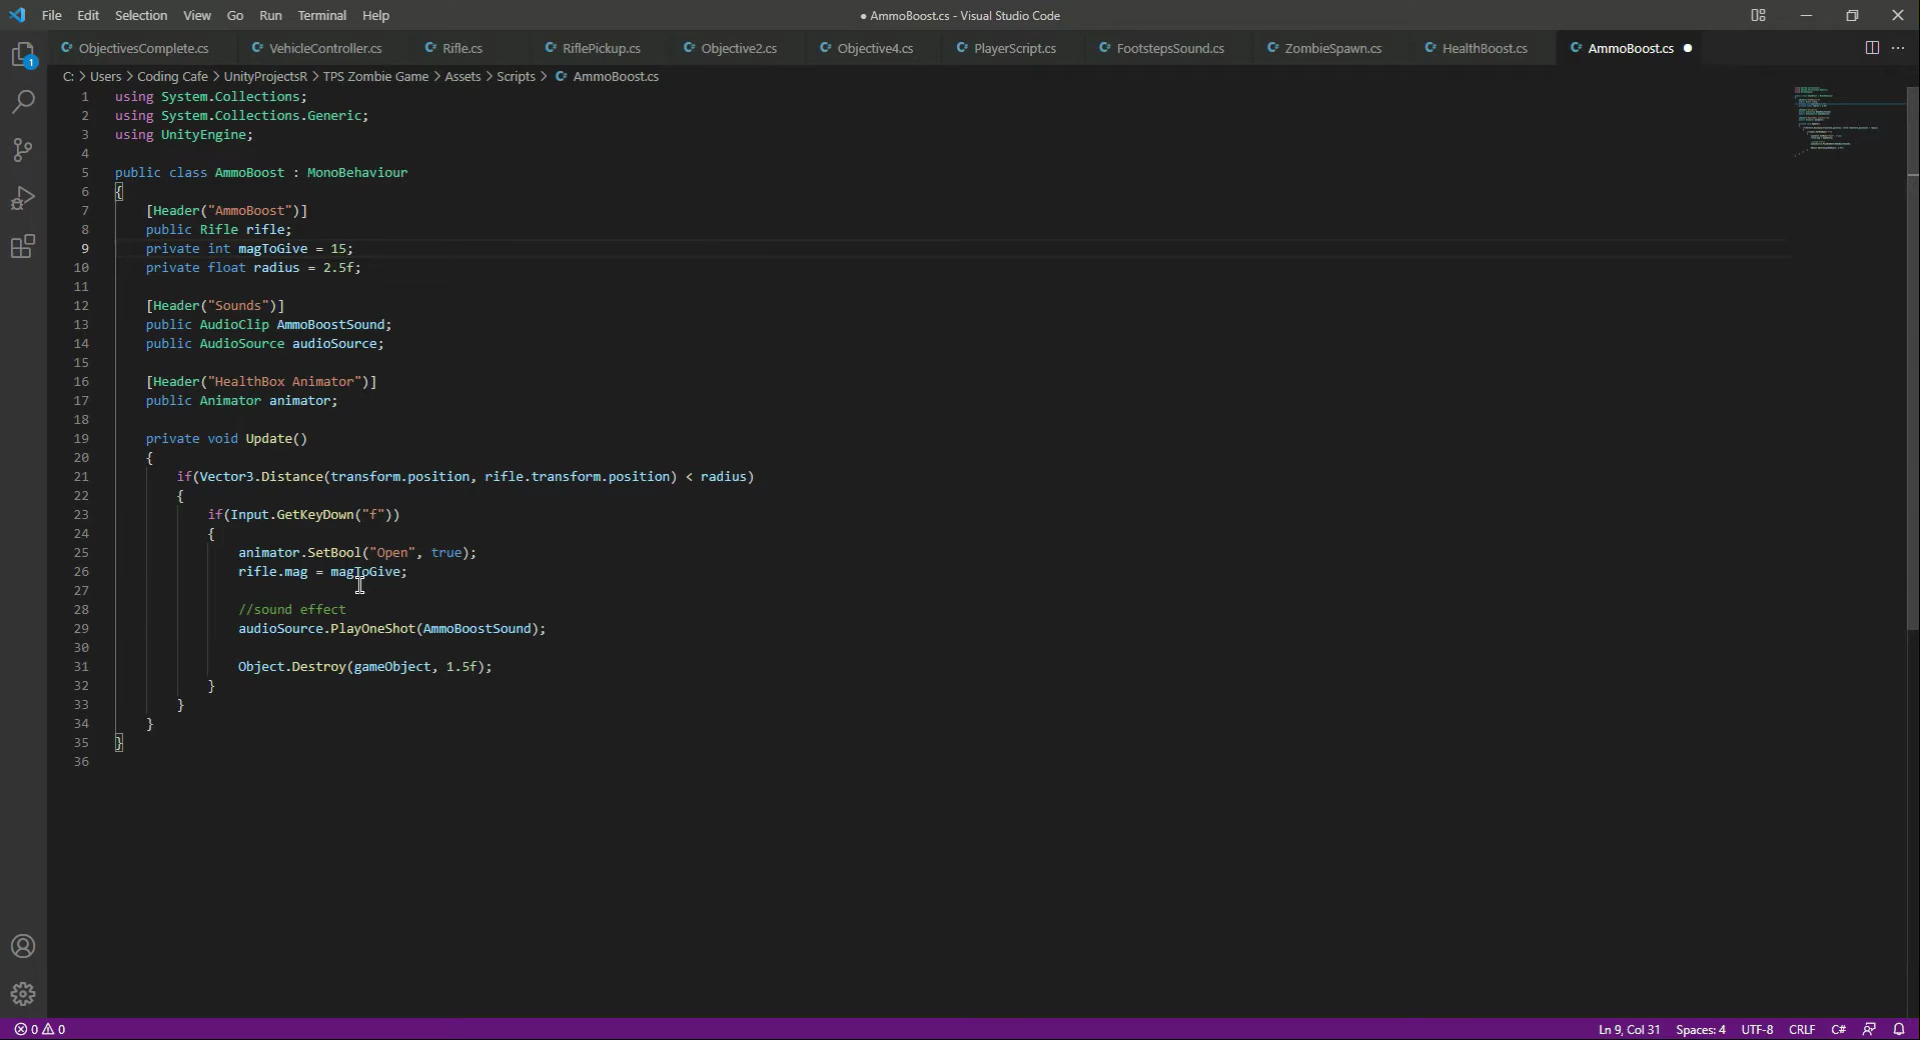 File Edit Selection View Go Run Terminal Help
● AmmoBoost.cs - Visual Studio Code
ObjectivesComplete.cs VehicleController.cs Rifle.cs RiflePickup.cs Objective2.cs Objective4.cs PlayerScript.cs FootstepsSound.cs ZombieSpawn.cs HealthBoost.cs AmmoBoost.cs ●
C: > Users > Coding Cafe > UnityProjectsR > TPS Zombie Game > Assets > Scripts > AmmoBoost.cs
1 using System.Collections;
2 using System.Collections.Generic;
3 using UnityEngine;
4
5 public class AmmoBoost : MonoBehaviour
6 {
7 [Header("AmmoBoost")]
8 public Rifle rifle;
9 private int magToGive = 15;
10 private float radius = 2.5f;
11
12 [Header("Sounds")]
13 public AudioClip AmmoBoostSound;
14 public AudioSource audioSource;
15
16 [Header("HealthBox Animator")]
17 public Animator animator;
18
19 private void Update()
20 {
21 if(Vector3.Distance(transform.position, rifle.transform.position) < radius)
22 {
23 if(Input.GetKeyDown("f"))
24 {
25 animator.SetBool("Open", true);
26 rifle.mag = magToGive;
27
28 //sound effect
29 audioSource.PlayOneShot(AmmoBoostSound);
30
31 Object.Destroy(gameObject, 1.5f);
32 }
33 }
34 }
35 }
36
1
0 0
Ln 9, Col 31 Spaces: 4 UTF-8 CRLF C#